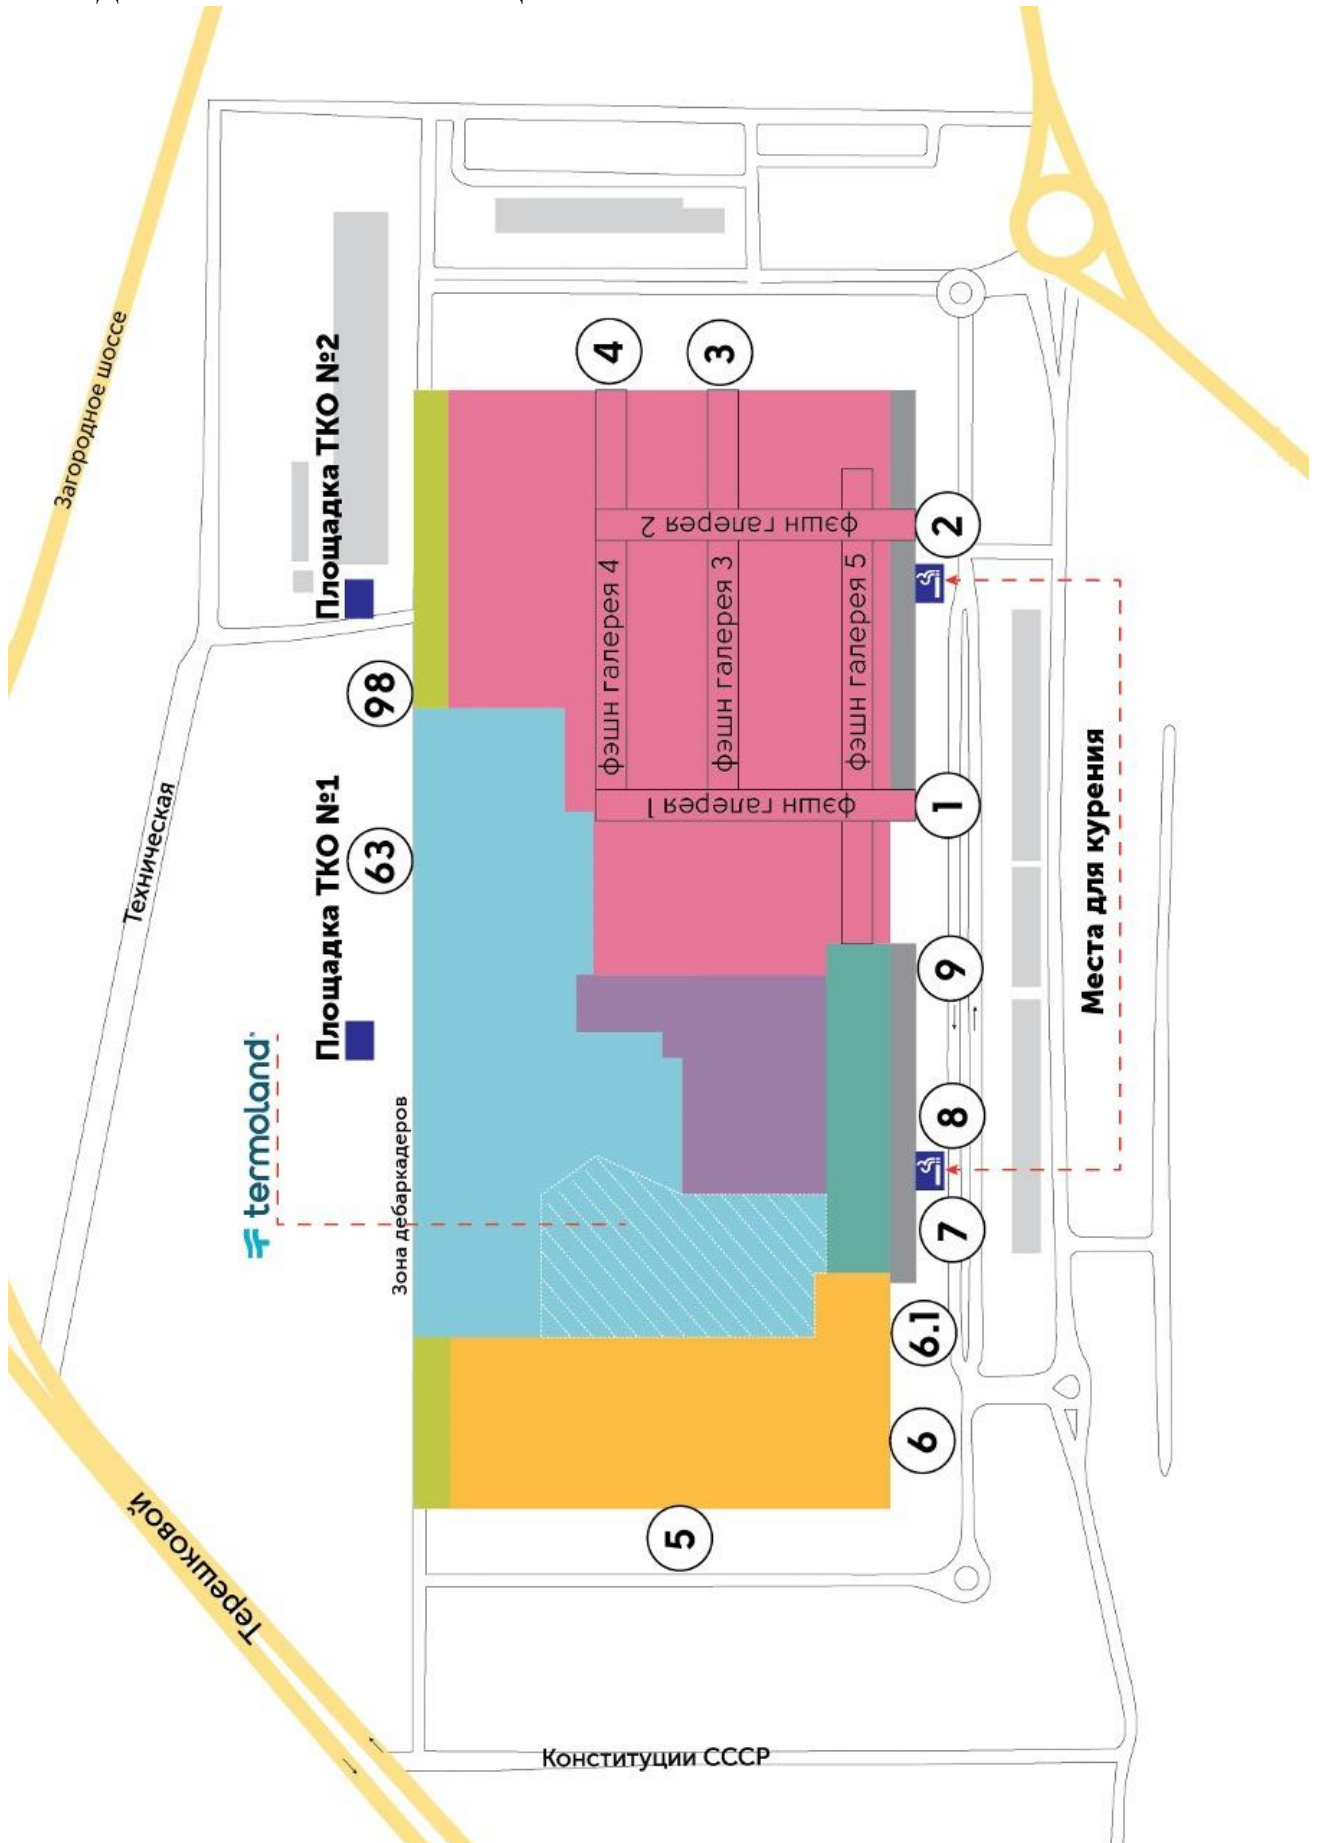 Загородное шоссе
Площадка ТКО №2
4
3
фэшн галерея 2
2
фэшн галерея 4
фэшн галерея 3
фэшн галерея 5
98
Техническая
Площадка ТКО №1
63
фэшн галерея 1
1
Места для курения
9
termoland
Зона дебаркадеров
8
7
6.1
6
5
Терешковой
Конституции СССР